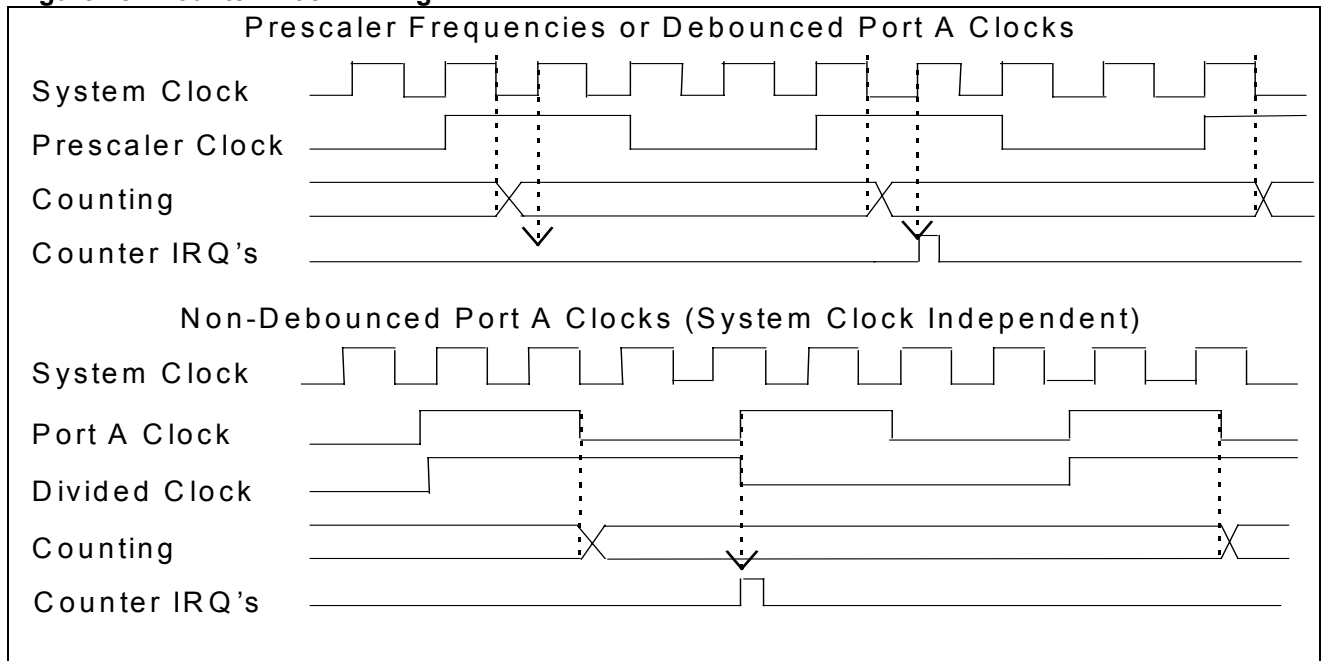 Prescaler Frequencies or Debounced Port A Clocks
System Clock
Prescaler Clock
Counting
Counter IRQ's
Non-Debounced Port A Clocks (System Clock Independent)
System Clock
Port A Clock
Divided Clock
Counting
Counter IRQ's